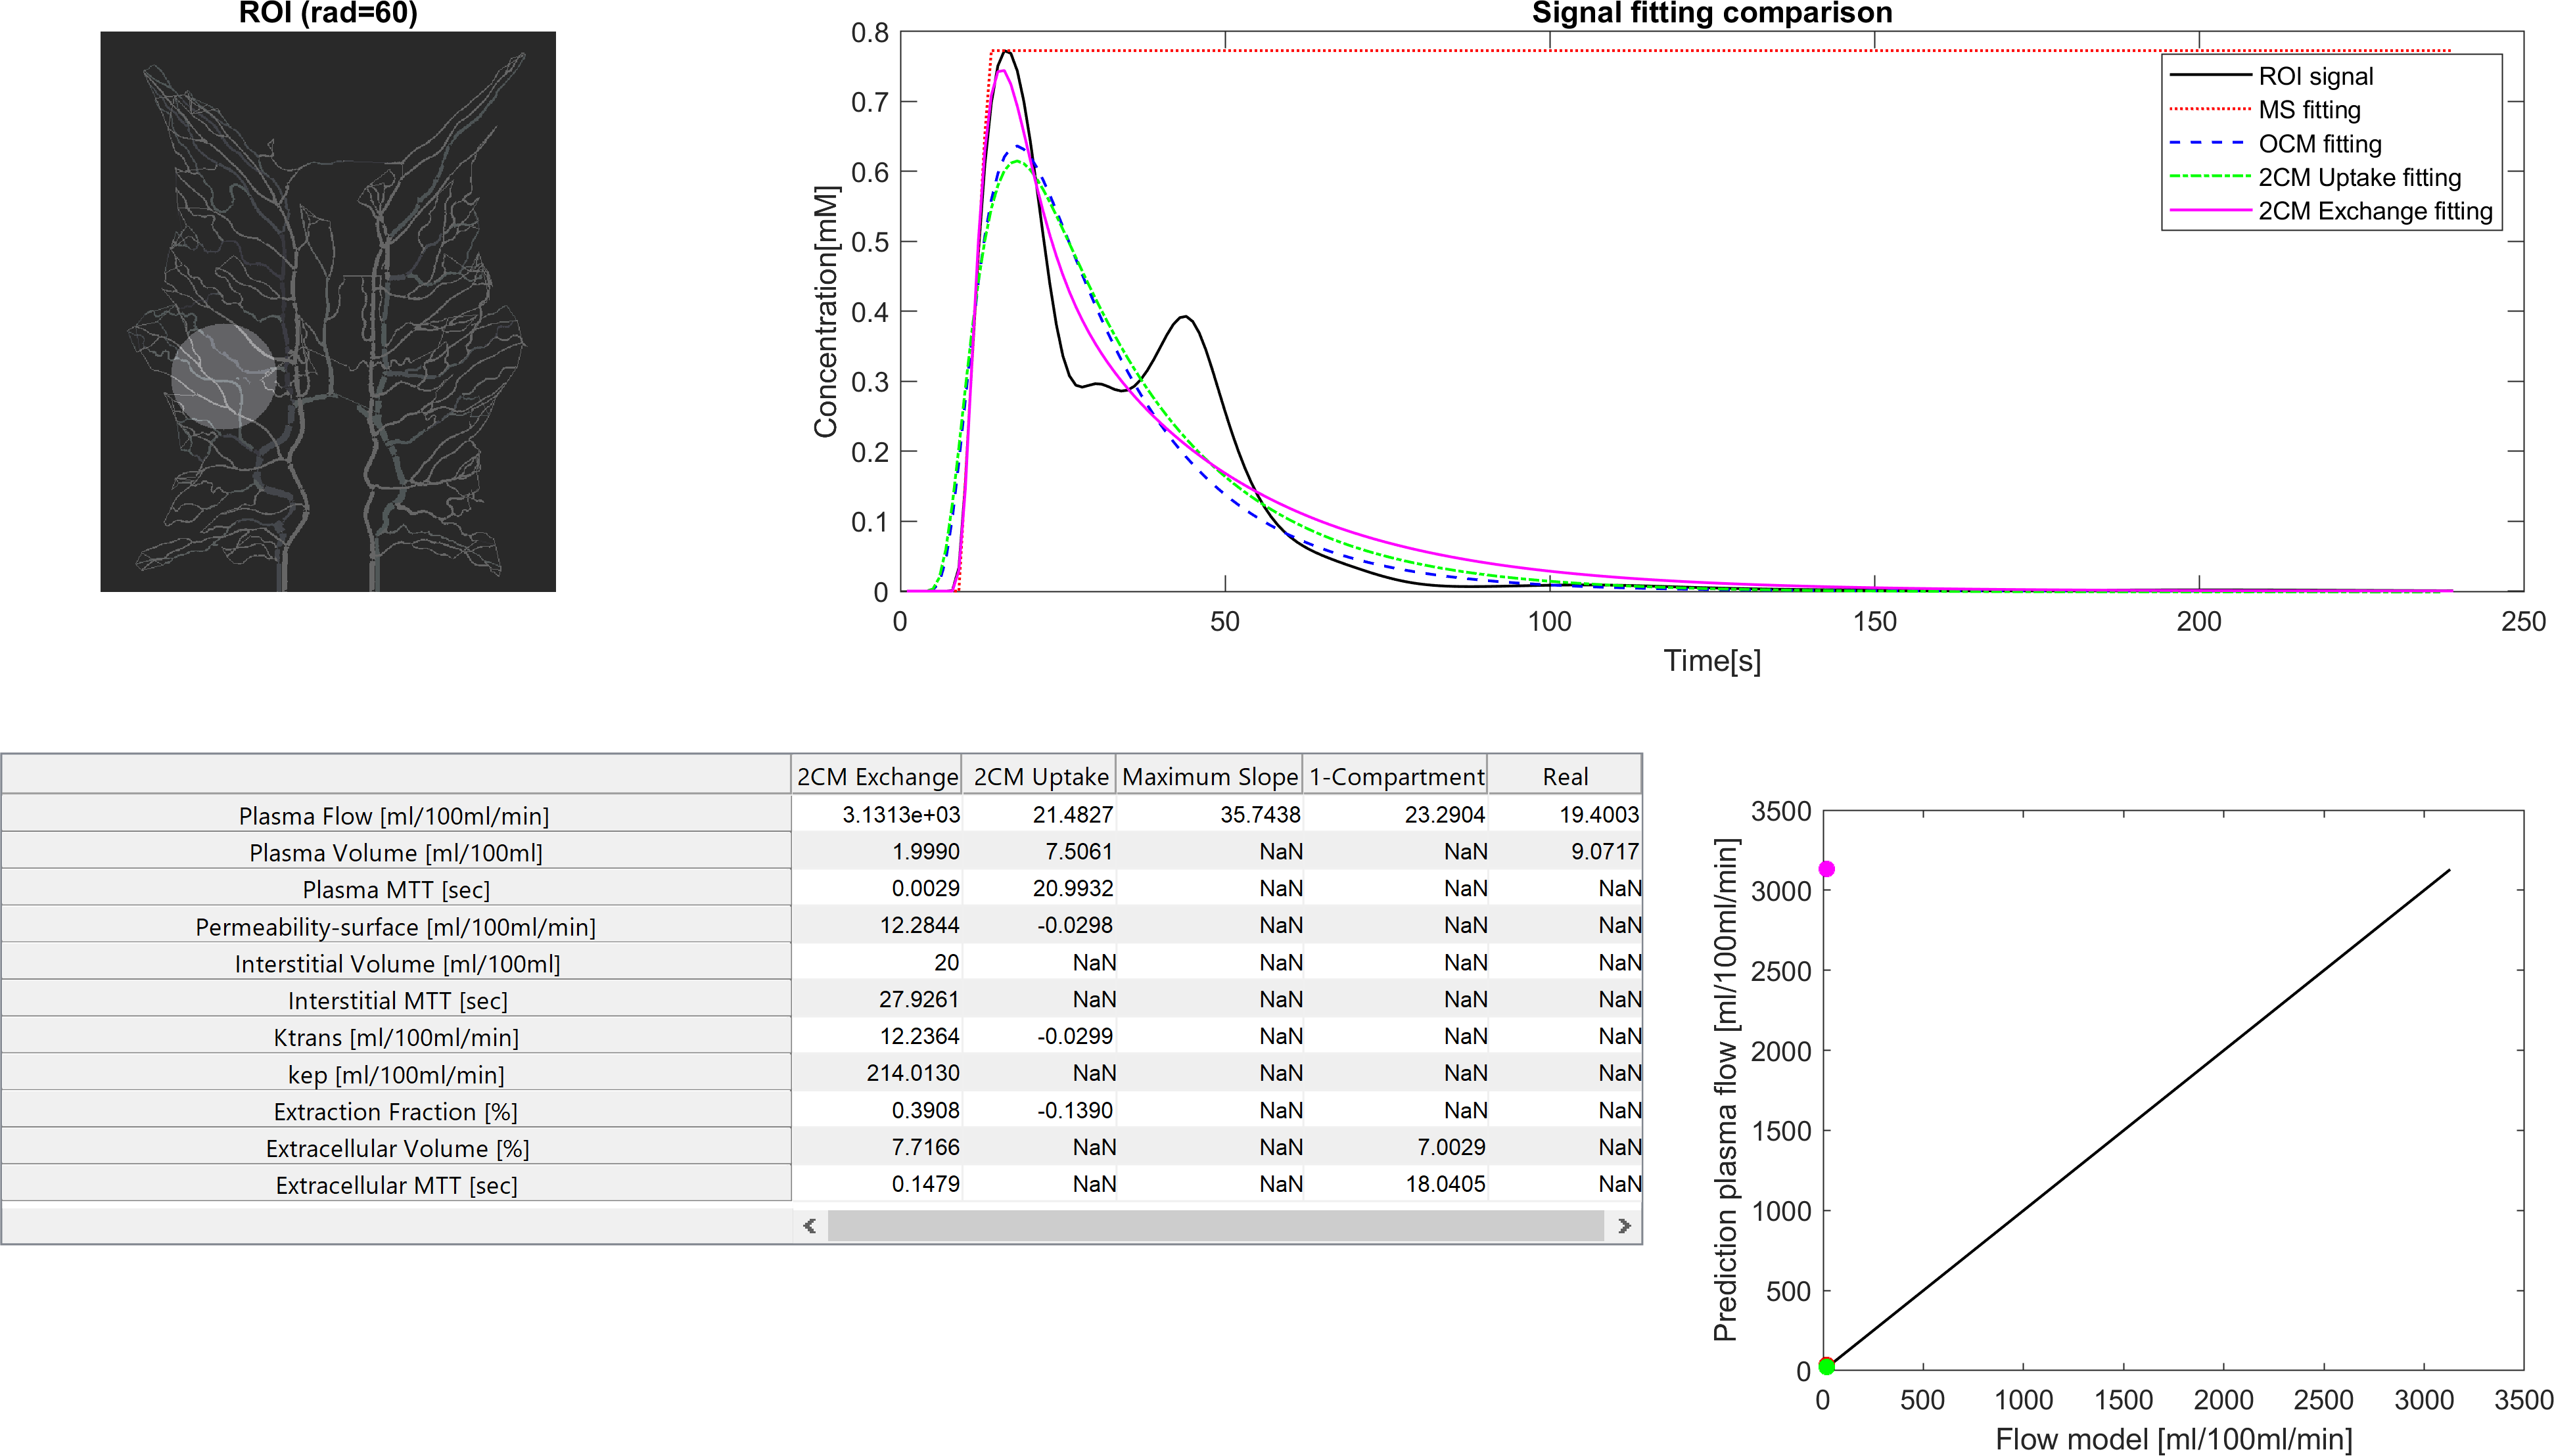 ROI (rad=60)
Signal fitting comparison
0.8
0.7
0.6
0.5
0.4
0.3
0.2
0.1
0
Concentration[mM]
0 50 100 150 200 250
Time[s]
ROI signal
MS fitting
OCM fitting
2CM Uptake fitting
2CM Exchange fitting
2CM Exchange 2CM Uptake Maximum Slope 1-Compartment Real
Plasma Flow [ml/100ml/min] 3.1313e+03 21.4827 35.7438 23.2904 19.4003
Plasma Volume [ml/100ml] 1.9990 7.5061 NaN NaN 9.0717
Plasma MTT [sec] 0.0029 20.9932 NaN NaN NaN
Permeability-surface [ml/100ml/min] 12.2844 -0.0298 NaN NaN NaN
Interstitial Volume [ml/100ml] 20 NaN NaN NaN NaN
Interstitial MTT [sec] 27.9261 NaN NaN NaN NaN
Ktrans [ml/100ml/min] 12.2364 -0.0299 NaN NaN NaN
kep [ml/100ml/min] 214.0130 NaN NaN NaN NaN
Extraction Fraction [%] 0.3908 -0.1390 NaN NaN NaN
Extracellular Volume [%] 7.7166 NaN NaN 7.0029 NaN
Extracellular MTT [sec] 0.1479 NaN NaN 18.0405 NaN
3500
3000
2500
2000
1500
1000
500
0
Prediction plasma flow [ml/100ml/min]
0 500 1000 1500 2000 2500 3000 3500
Flow model [ml/100ml/min]